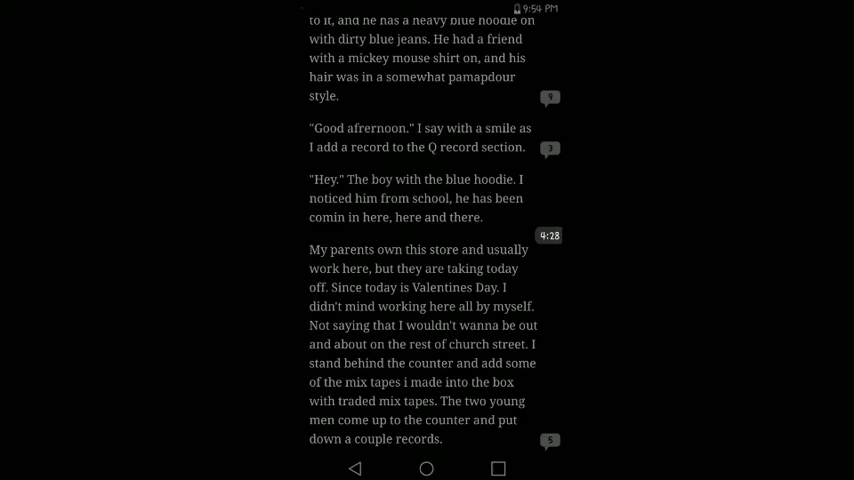 9:54 PM
to it, and he has a heavy blue hoodie on
with dirty blue jeans. He had a friend
with a mickey mouse shirt on, and his
hair was in a somewhat pamapdour
style.
9
"Good afrernoon." I say with a smile as
I add a record to the Q record section.
3
"Hey." The boy with the blue hoodie. I
noticed him from school, he has been
comin in here, here and there.
4:28
My parents own this store and usually
work here, but they are taking today
off. Since today is Valentines Day. I
didn't mind working here all by myself.
Not saying that I wouldn't wanna be out
and about on the rest of church street. I
stand behind the counter and add some
of the mix tapes i made into the box
with traded mix tapes. The two young
men come up to the counter and put
down a couple records.
5